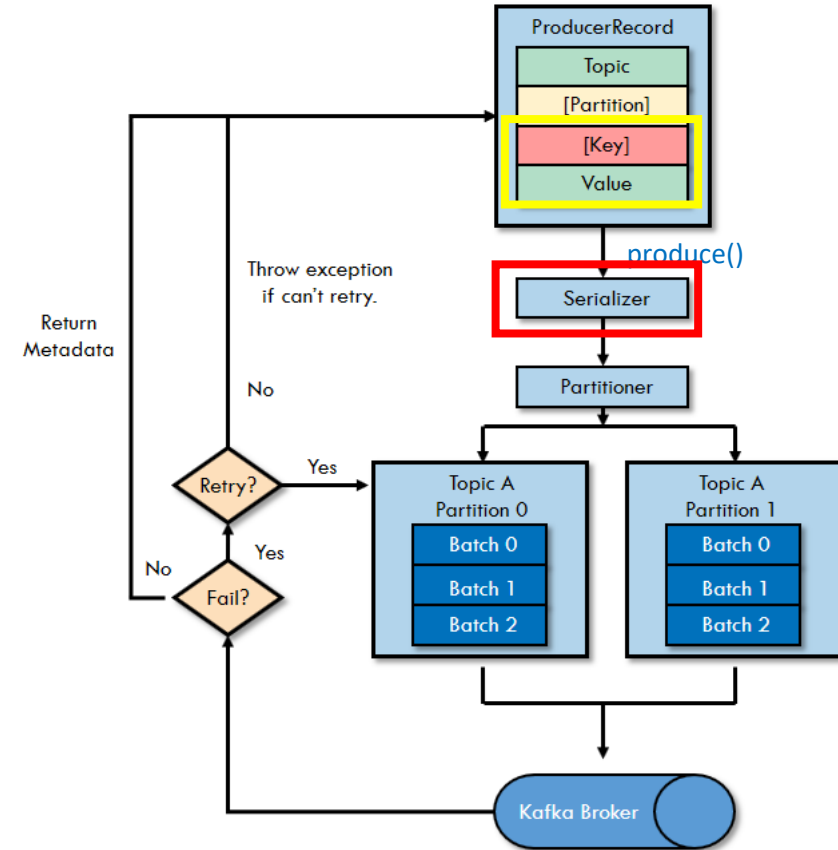 ProducerRecord
Topic
[Partition]
[Key]
Value
produce()
Serializer
Partitioner
Throw exception
if can't retry.
Return
Metadata
No
Retry?
Yes
No
Yes
Fail?
Topic A
Partition 0
Batch 0
Batch 1
Batch 2
Topic A
Partition 1
Batch 0
Batch 1
Batch 2
Kafka Broker